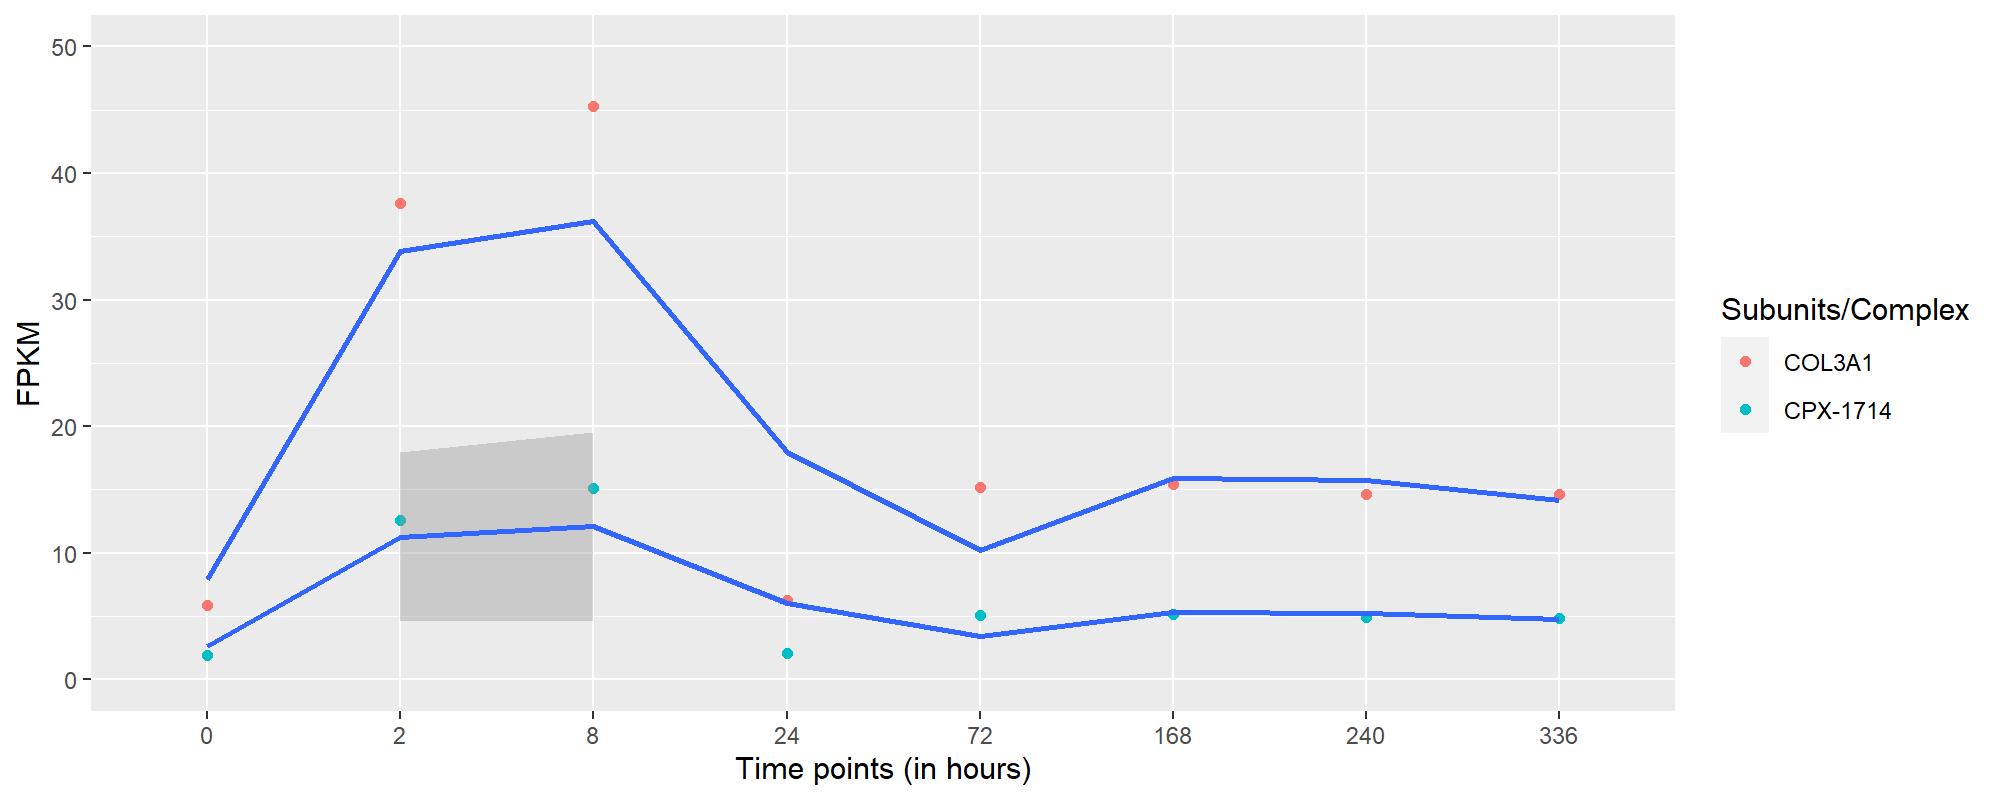 50
40
30
20
10
0
FPKM
0 2 8 24 72 168 240 336
Time points (in hours)
Subunits/Complex
COL3A1
CPX-1714